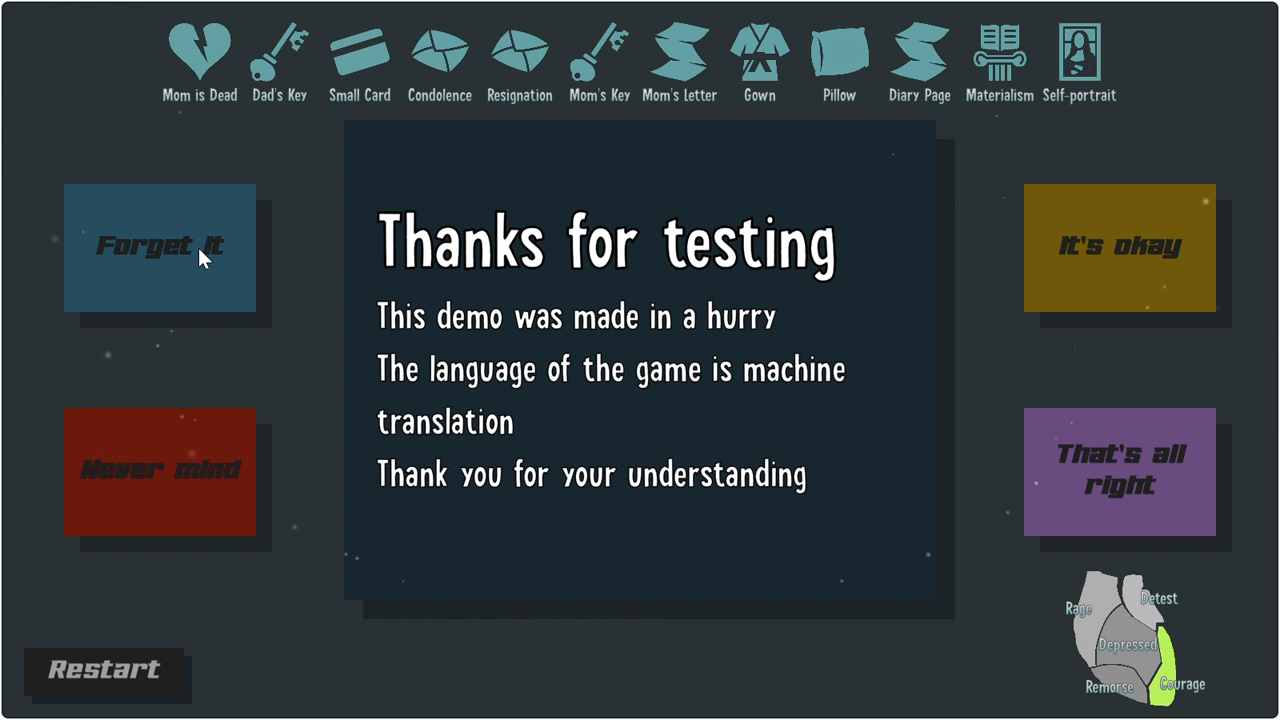 Mom is Dead
Dad's Key
Small Card
Condolence
Resignation
Mom's Key
Mom's Letter
Gown
Pillow
Diary Page
Materialism
Self-portrait
Forget It
It's okay
Thanks for testing
This demo was made in a hurry
The language of the game is machine
translation
Thank you for your understanding
Never mind
That's all
right
Rage
Detest
Depressed
Remorse
Courage
Restart